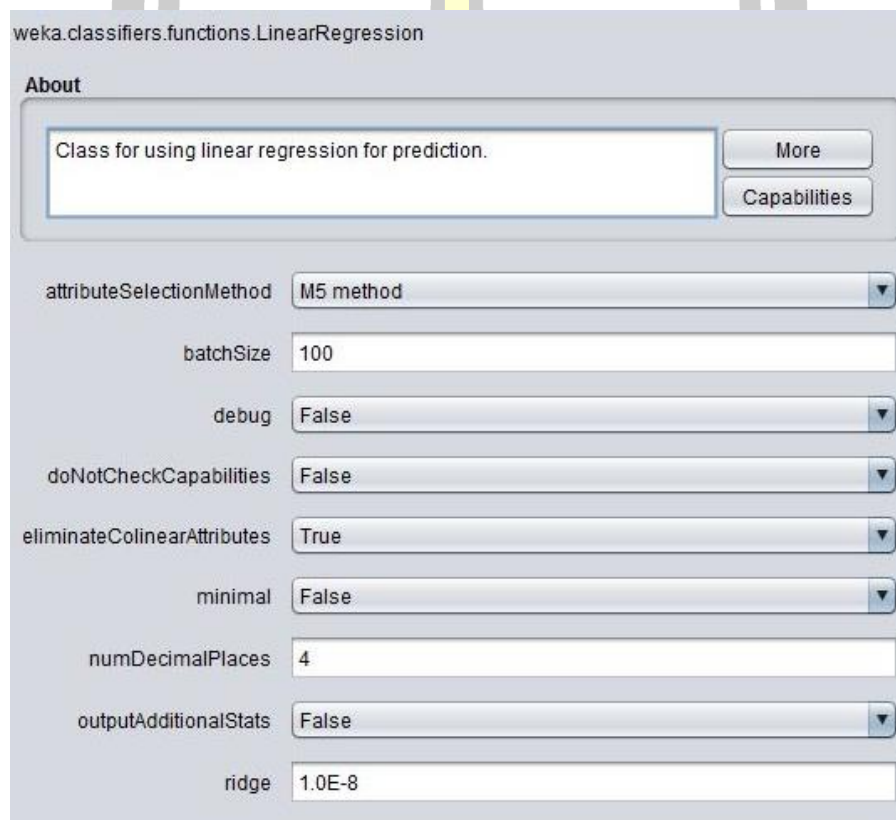 weka.classifiers.functions.LinearRegression
About
Class for using linear regression for prediction.
More
Capabilities
attributeSelectionMethod M5 method
batchSize 100
debug False
doNotCheckCapabilities False
eliminateColinearAttributes True
minimal False
numDecimalPlaces 4
outputAdditionalStats False
ridge 1.0E-8